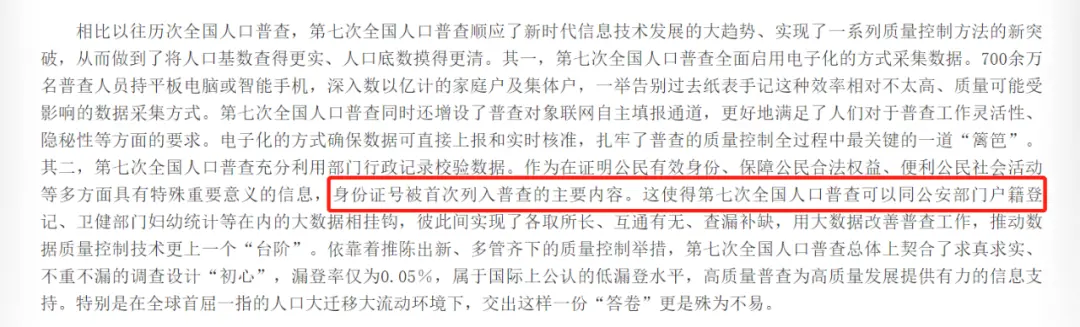 相比以往历次全国人口普查，第七次全国人口普查顺应了新时代信息技术发展的大趋势、实现了一系列质量控制方法的新突
破，从而做到了将人口基数查得更实、人口底数摸得更清。其一，第七次全国人口普查全面启用电子化的方式采集数据。700余万
名普查人员持平板电脑或智能手机，深入数以亿计的家庭户及集体户，一举告别过去纸表手记这种效率相对不太高、质量可能受
影响的数据采集方式。第七次全国人口普查同时还增设了普查对象联网自主填报通道，更好地满足了人们对于普查工作灵活性、
隐秘性等方面的要求。电子化的方式确保数据可直接上报和实时核准，扎牢了普查的质量控制全过程中最关键的一道“篱笆”。
其二，第七次全国人口普查充分利用部门行政记录校验数据。作为在证明公民有效身份、保障公民合法权益、便利公民社会活动
等多方面具有特殊重要意义的信息，身份证号被首次列入普查的主要内容。这使得第七次全国人口普查可以同公安部门户籍登
记、卫健部门妇幼统计等在内的大数据相挂钩，彼此间实现了各取所长、互通有无、查漏补缺，用大数据改善普查工作，推动数
据质量控制技术更上一个“台阶”。依靠着推陈出新、多管齐下的质量控制举措，第七次全国人口普查总体上契合了求真求实、
不重不漏的调查设计“初心”，漏登率仅为0.05%，属于国际上公认的低漏登水平，高质量普查为高质量发展提供有力的信息支
持。特别是在全球首屈一指的人口大迁移大流动环境下，交出这样一份“答卷”更是殊为不易。